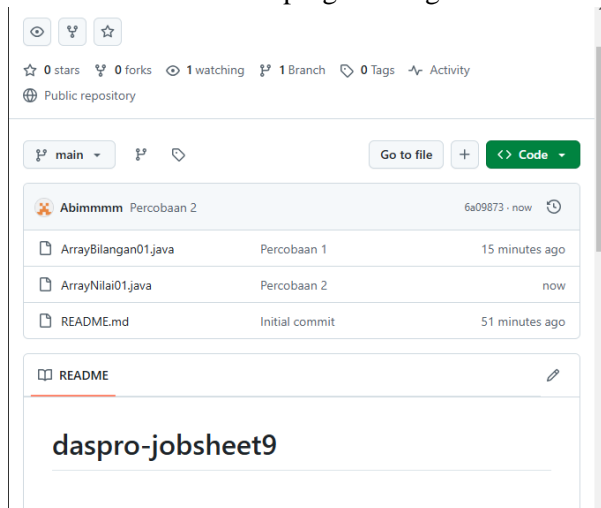 0 stars 0 forks 1 watching 1 Branch 0 Tags Activity
Public repository
main Go to file + <> Code
Abimmmm Percobaan 2 6a09873 · now
ArrayBilangan01.java Percobaan 1 15 minutes ago
ArrayNilai01.java Percobaan 2 now
README.md Initial commit 51 minutes ago
README
daspro-jobsheet9